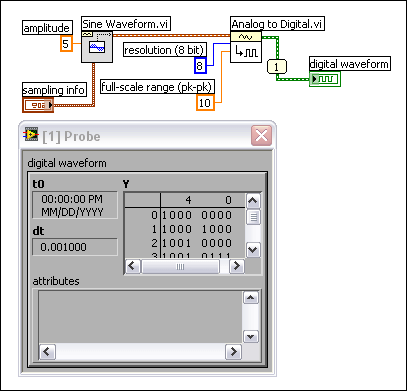 Sine Waveform.vi
Analog to Digital.vi
amplitude
5
resolution (8 bit)
8
1
digital waveform
sampling info
full-scale range (pk-pk)
10
[1] Probe
digital waveform
t0
Y
00:00:00 PM
MM/DD/YYYY
4 0
0 1000 0000
1 1000 1000
2 1001 0000
3 1001 0111
dt
0.001000
attributes